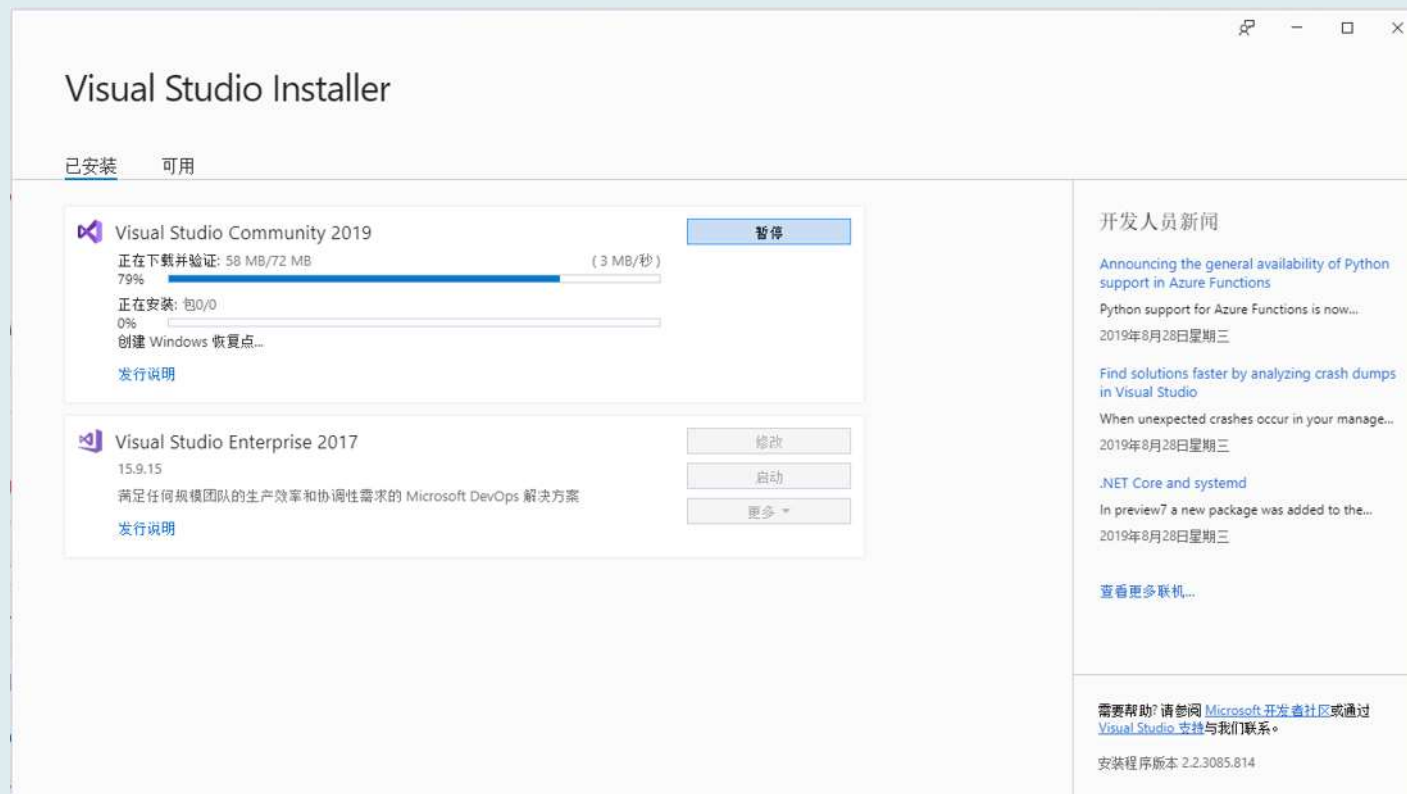 Visual Studio Installer
已安装
可用
Visual Studio Community 2019
暂停
正在下载并验证: 58 MB/72 MB
(3 MB/秒)
79%
正在安装: 包0/0
0%
创建 Windows 恢复点...
发行说明
Visual Studio Enterprise 2017
修改
15.9.15
启动
满足任何规模团队的生产效率和协调性需求的 Microsoft DevOps 解决方案
更多
发行说明
开发人员新闻
Announcing the general availability of Python
support in Azure Functions
Python support for Azure Functions is now...
2019年8月28日星期三
Find solutions faster by analyzing crash dumps
in Visual Studio
When unexpected crashes occur in your manage...
2019年8月28日星期三
.NET Core and systemd
In preview7 a new package was added to the...
2019年8月28日星期三
查看更多联机...
需要帮助? 请参阅 Microsoft 开发者社区或通过
Visual Studio 支持与我们联系。
安装程序版本 2.2.3085.814